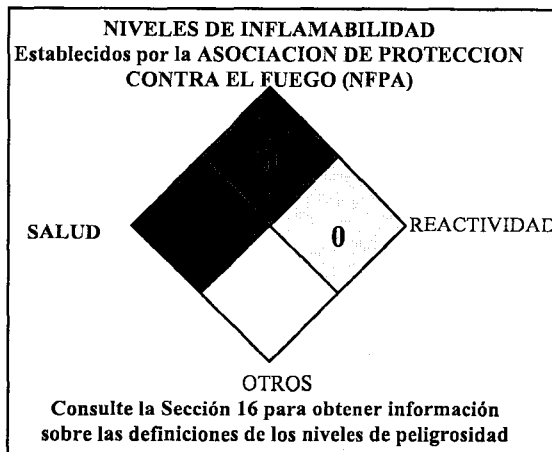 NIVELES DE INFLAMABILIDAD
Establecidos por la ASOCIACION DE PROTECCION
CONTRA EL FUEGO (NFPA)
SALUD
0
REACTIVIDAD
OTROS
Consulte la Sección 16 para obtener información
sobre las definiciones de los niveles de peligrosidad